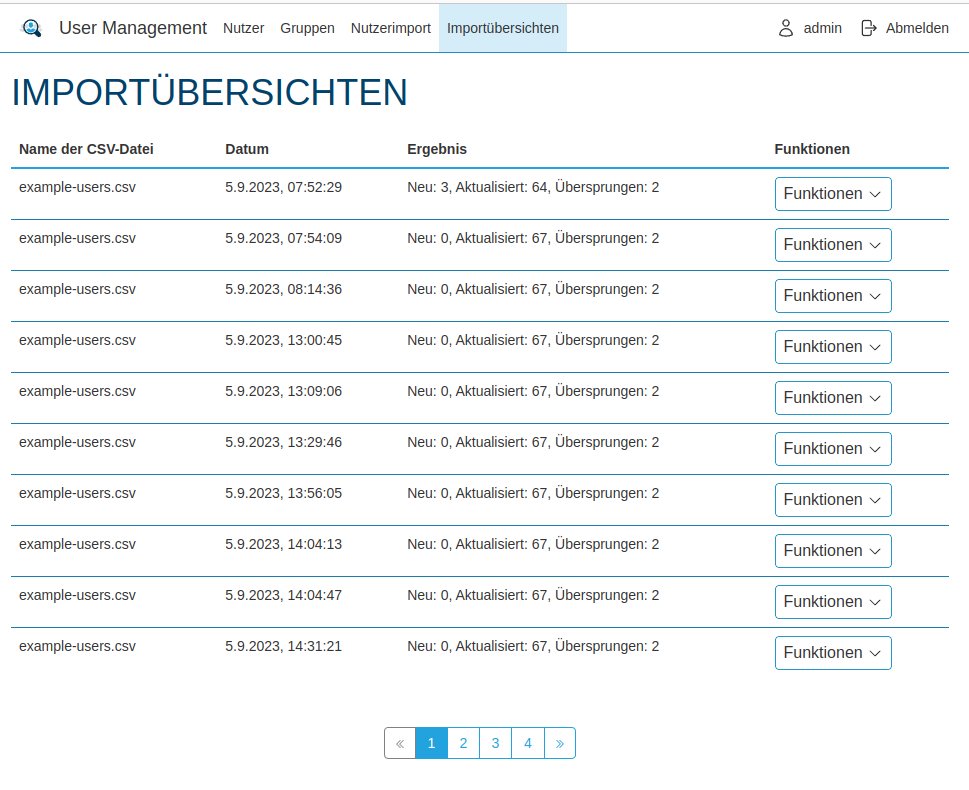 User Management Nutzer Gruppen Nutzerimport Importübersichten admin Abmelden
IMPORTÜBERSICHTEN
Name der CSV-Datei Datum Ergebnis Funktionen
example-users.csv 5.9.2023, 07:52:29 Neu: 3, Aktualisiert: 64, Übersprungen: 2 Funktionen
example-users.csv 5.9.2023, 07:54:09 Neu: 0, Aktualisiert: 67, Übersprungen: 2 Funktionen
example-users.csv 5.9.2023, 08:14:36 Neu: 0, Aktualisiert: 67, Übersprungen: 2 Funktionen
example-users.csv 5.9.2023, 13:00:45 Neu: 0, Aktualisiert: 67, Übersprungen: 2 Funktionen
example-users.csv 5.9.2023, 13:09:06 Neu: 0, Aktualisiert: 67, Übersprungen: 2 Funktionen
example-users.csv 5.9.2023, 13:29:46 Neu: 0, Aktualisiert: 67, Übersprungen: 2 Funktionen
example-users.csv 5.9.2023, 13:56:05 Neu: 0, Aktualisiert: 67, Übersprungen: 2 Funktionen
example-users.csv 5.9.2023, 14:04:13 Neu: 0, Aktualisiert: 67, Übersprungen: 2 Funktionen
example-users.csv 5.9.2023, 14:04:47 Neu: 0, Aktualisiert: 67, Übersprungen: 2 Funktionen
example-users.csv 5.9.2023, 14:31:21 Neu: 0, Aktualisiert: 67, Übersprungen: 2 Funktionen
« 1 2 3 4 »